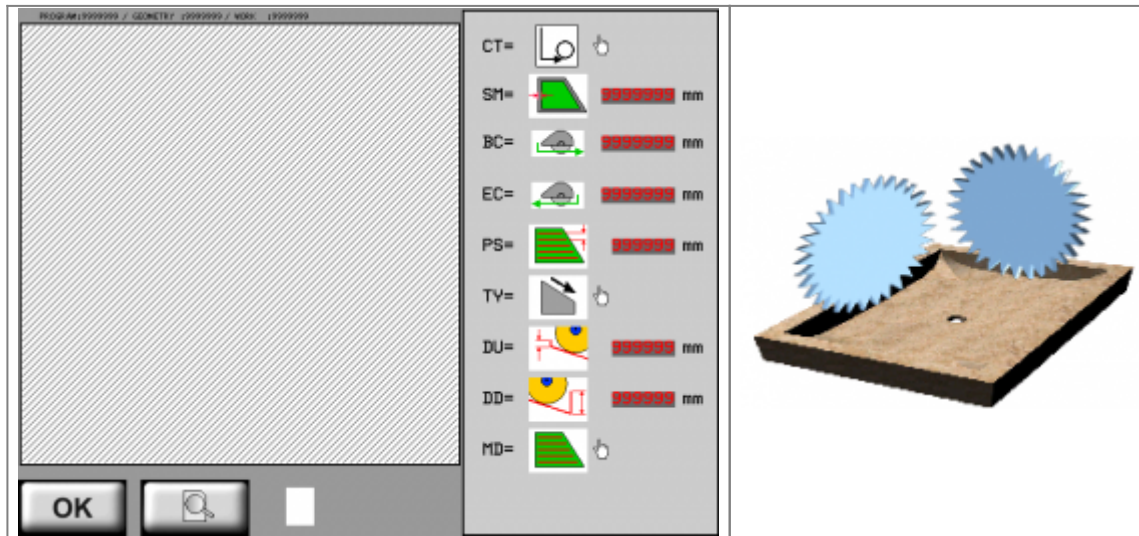 PROGRAM:9999999 / GEOMETRY :9999999 / WORK :9999999
CT=
SM= 9999999 mm
BC= 9999999 mm
EC= 9999999 mm
PS= 999999 mm
TY=
DU= 999999 mm
DD= 999999 mm
MD=
OK